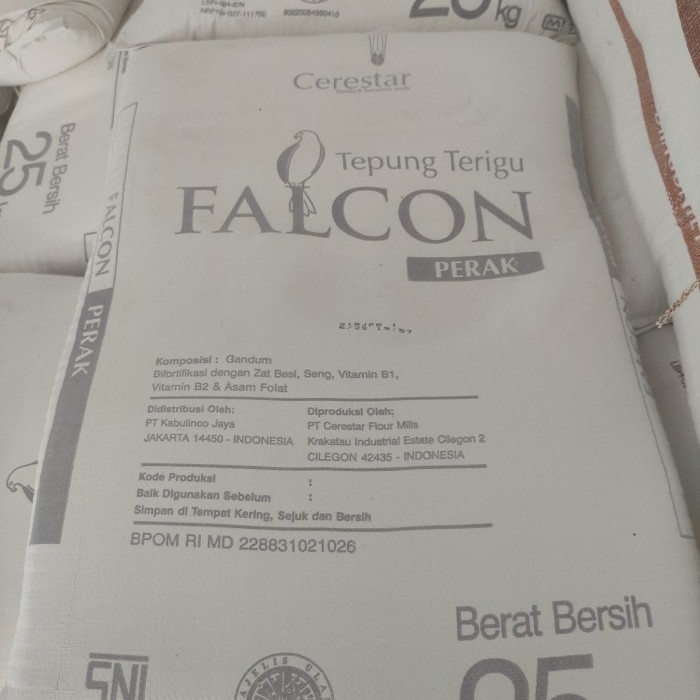 kg
Berat Bersih
25
Cerestar
Tepung Terigu
FALCON
PERAK
FALCON PERAK
Komposisi : Gandum
Difortifikasi dengan Zat Besi, Seng, Vitamin B1,
Vitamin B2 & Asam Folat
Didistribusi Oleh:
PT Kabulinco Jaya
JAKARTA 14450 - INDONESIA
Diproduksi Oleh:
PT Cerestar Flour Mills
Krakatau Industrial Estate Cilegon 2
CILEGON 42435 - INDONESIA
Kode Produksi :
Baik Digunakan Sebelum :
Simpan di Tempat Kering, Sejuk dan Bersih
BPOM RI MD 228831021026
Berat Bersih
25
SNI